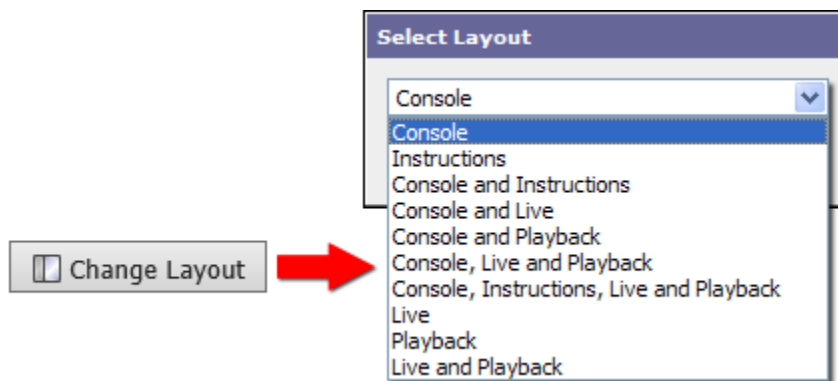 Select Layout
Console
Console
Instructions
Console and Instructions
Console and Live
Console and Playback
Console, Live and Playback
Console, Instructions, Live and Playback
Live
Playback
Live and Playback
Change Layout